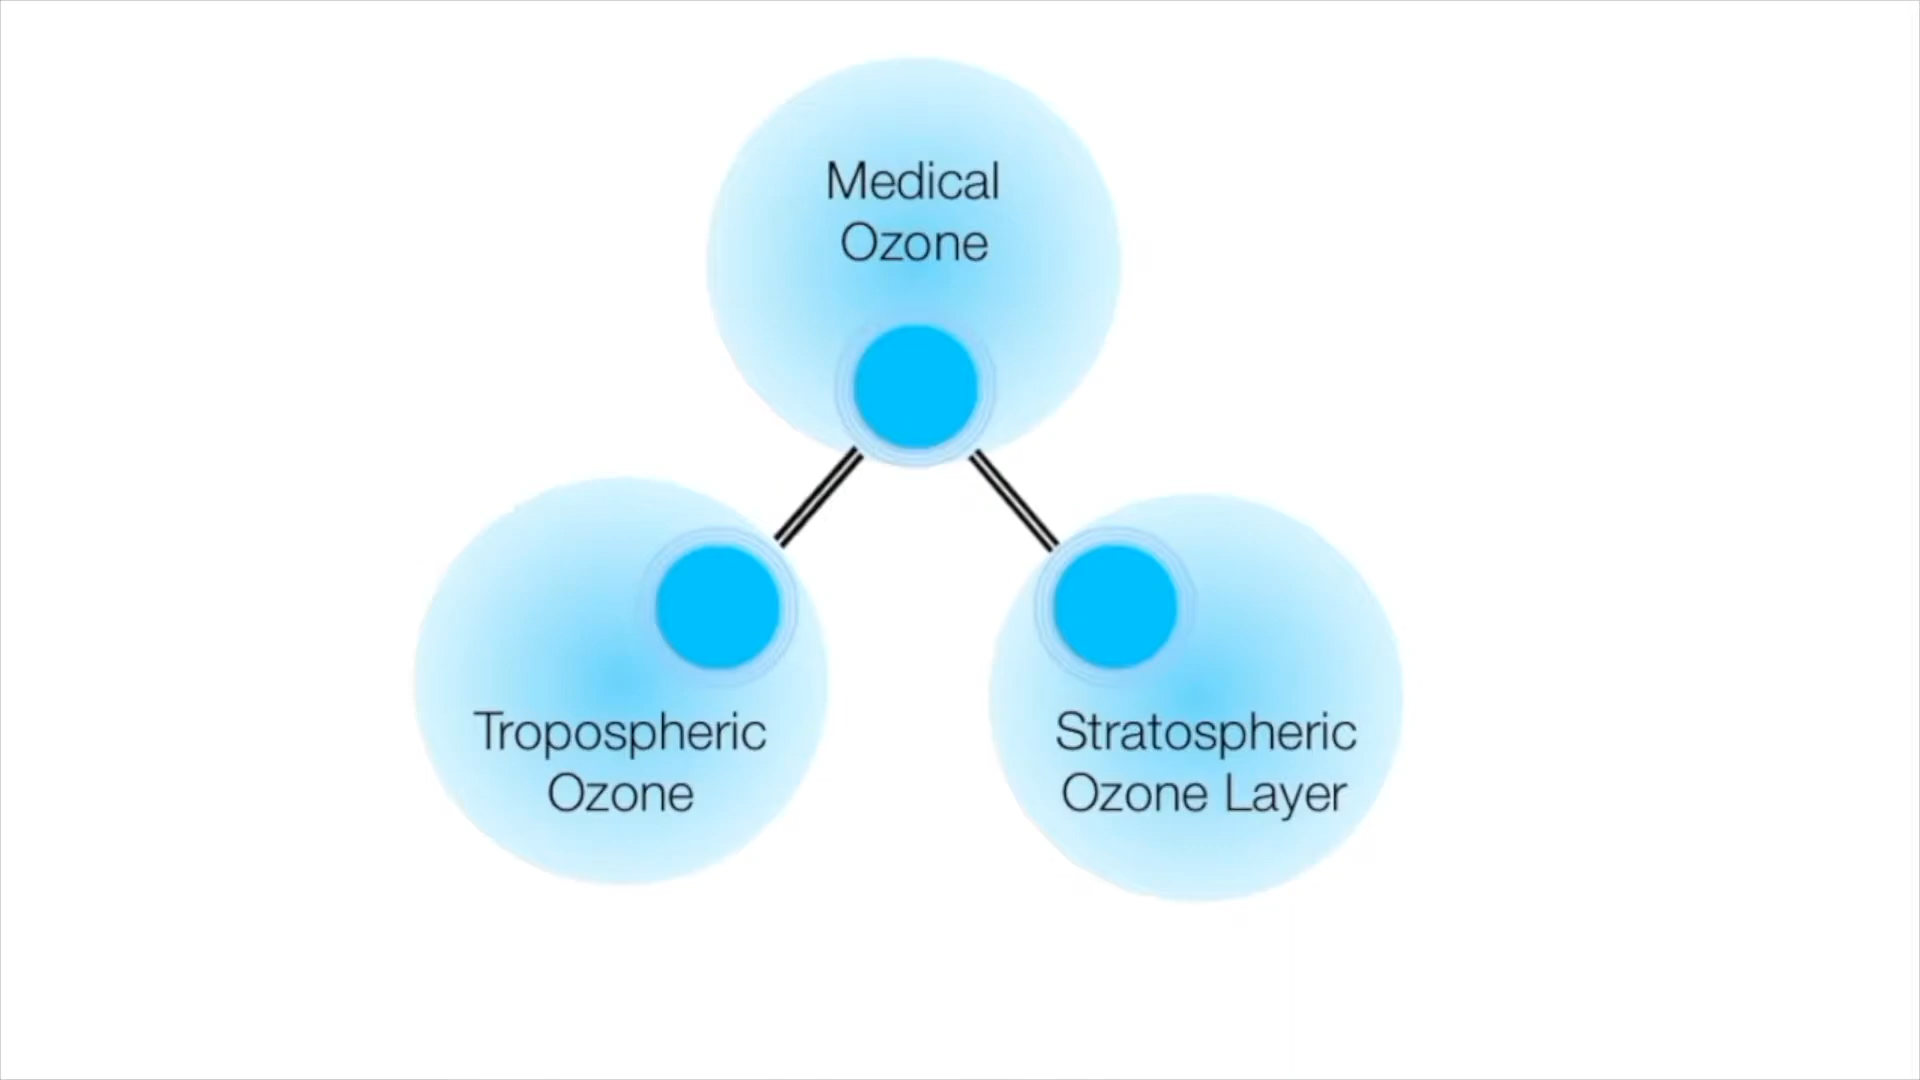 Medical
Ozone
Tropospheric
Ozone
Stratospheric
Ozone Layer